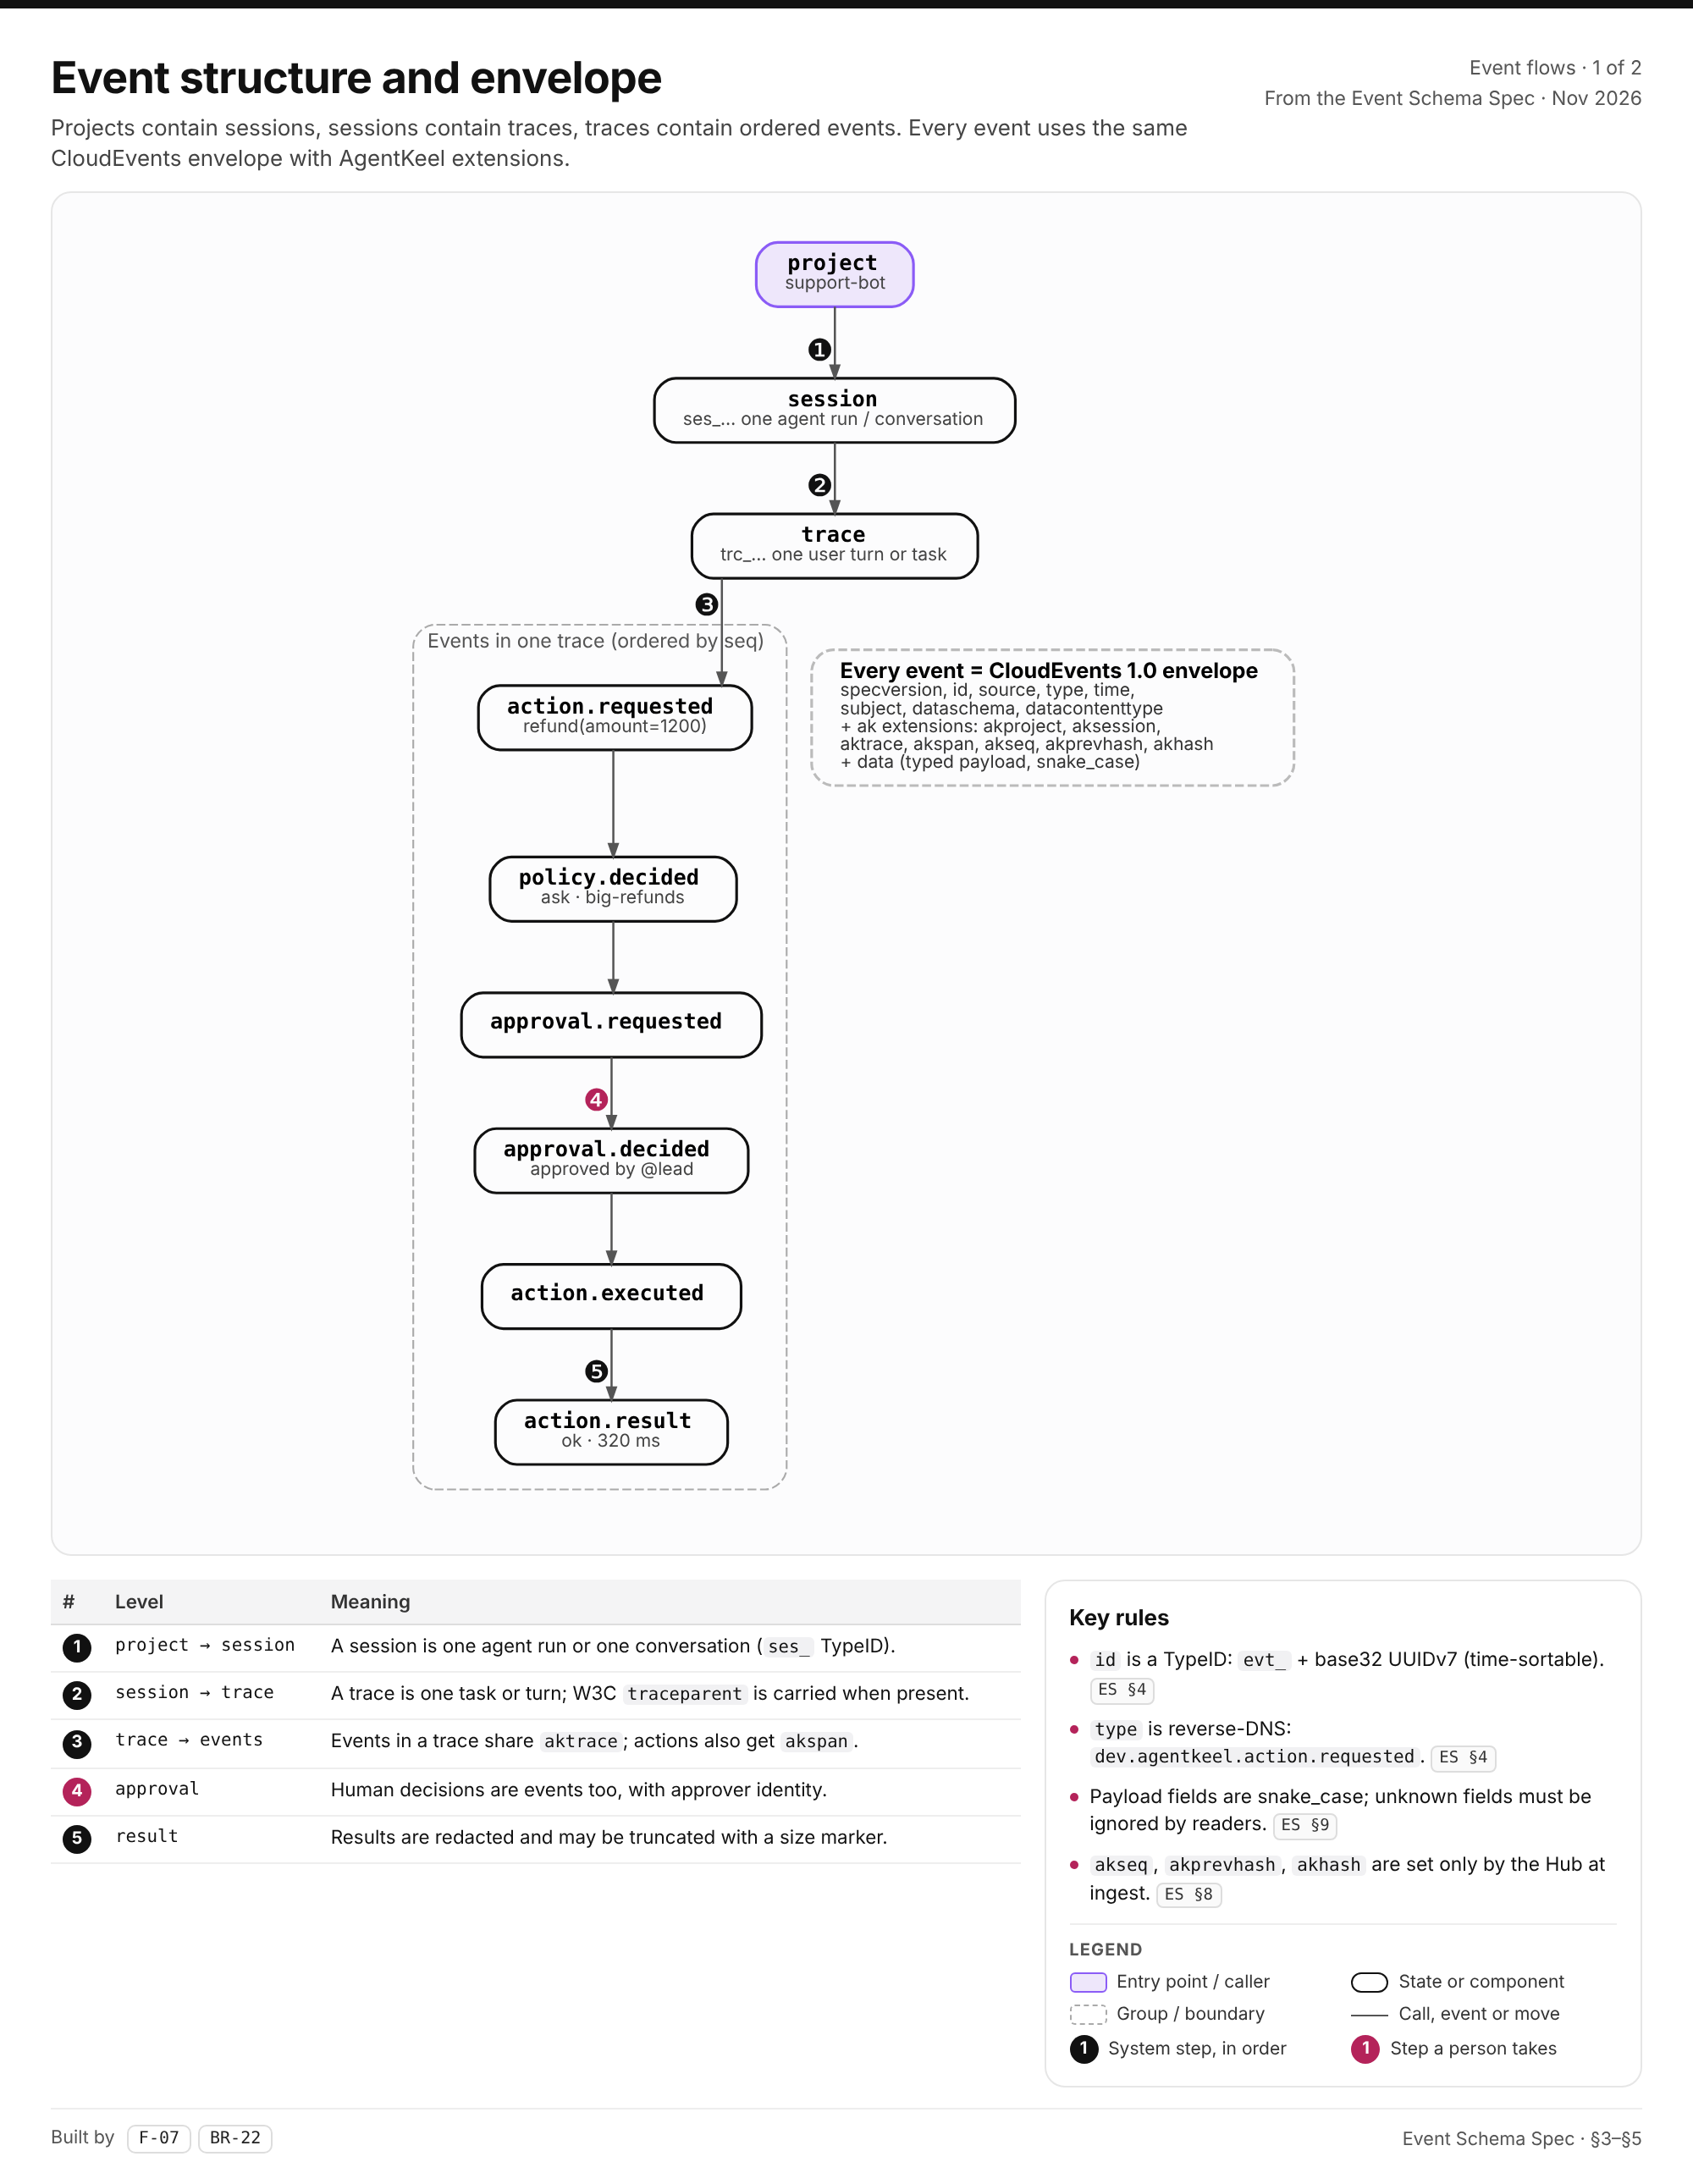 Event structure and envelope
Event flows · 1 of 2
From the Event Schema Spec · Nov 2026
Projects contain sessions, sessions contain traces, traces contain ordered events. Every event uses the same
CloudEvents envelope with AgentKeel extensions.
project
support-bot
1
session
ses_... one agent run / conversation
2
trace
trc_... one user turn or task
3
Events in one trace (ordered by seq)
action.requested
refund(amount=1200)
Every event = CloudEvents 1.0 envelope
specversion, id, source, type, time,
subject, dataschema, datacontenttype
+ ak extensions: akproject, aksession,
aktrace, akspan, akseq, akprevhash, akhash
+ data (typed payload, snake_case)
policy.decided
ask · big-refunds
approval.requested
4
approval.decided
approved by @lead
action.executed
5
action.result
ok · 320 ms
# Level Meaning
1 project → session A session is one agent run or one conversation (ses_ TypeID).
2 session → trace A trace is one task or turn; W3C traceparent is carried when present.
3 trace → events Events in a trace share aktrace; actions also get akspan.
4 approval Human decisions are events too, with approver identity.
5 result Results are redacted and may be truncated with a size marker.
Key rules
id is a TypeID: evt_ + base32 UUIDv7 (time-sortable).
ES §4
type is reverse-DNS:
dev.agentkeel.action.requested. ES §4
Payload fields are snake_case; unknown fields must be
ignored by readers. ES §9
akseq, akprevhash, akhash are set only by the Hub at
ingest. ES §8
LEGEND
Entry point / caller State or component
Group / boundary Call, event or move
1 System step, in order 1 Step a person takes
Built by F-07 BR-22
Event Schema Spec · §3–§5